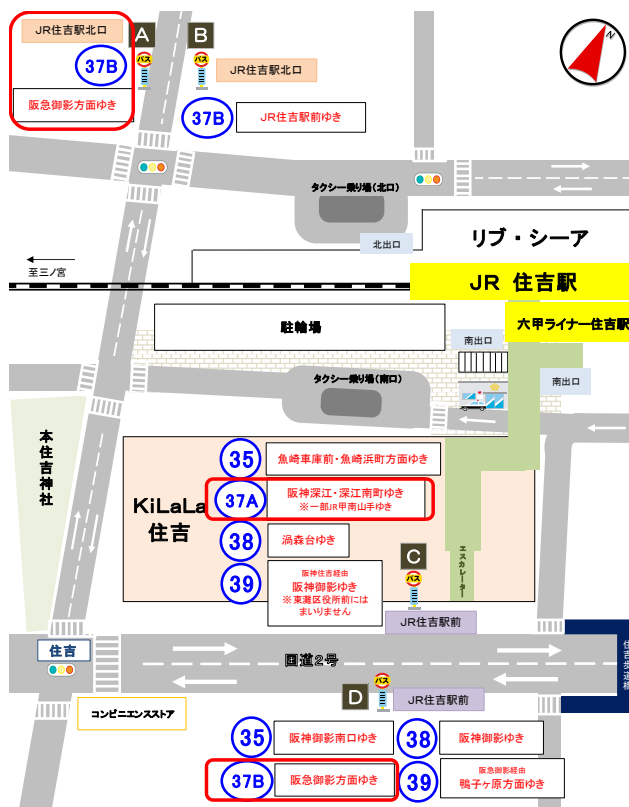 JR住吉駅北口
A
B
N
37B
JR住吉駅北口
阪急御影方面ゆき
37B
JR住吉駅前ゆき
タクシー乗り場(北口)
北出口
リブ・シーア
至三ノ宮
JR 住吉駅
六甲ライナー住吉駅
駐輪場
南出口
タクシー乗り場(南口)
南出口
本住吉神社
KiLaLa
住吉
35
魚崎車庫前・魚崎浜町方面ゆき
37A
阪神深江・深江南町ゆき
※一部JR甲南山手ゆき
38
渦森台ゆき
39
阪神住吉経由
阪神御影ゆき
※東灘区役所前には
まいりません
C
バス
エスカレーター
JR住吉駅前
住吉
国道2号
住吉歩道橋
D
バス
JR住吉駅前
コンビニエンスストア
35
阪神御影南口ゆき
38
阪神御影ゆき
37B
阪急御影方面ゆき
39
阪急御影経由
鴨子ヶ原方面ゆき
バス
バス